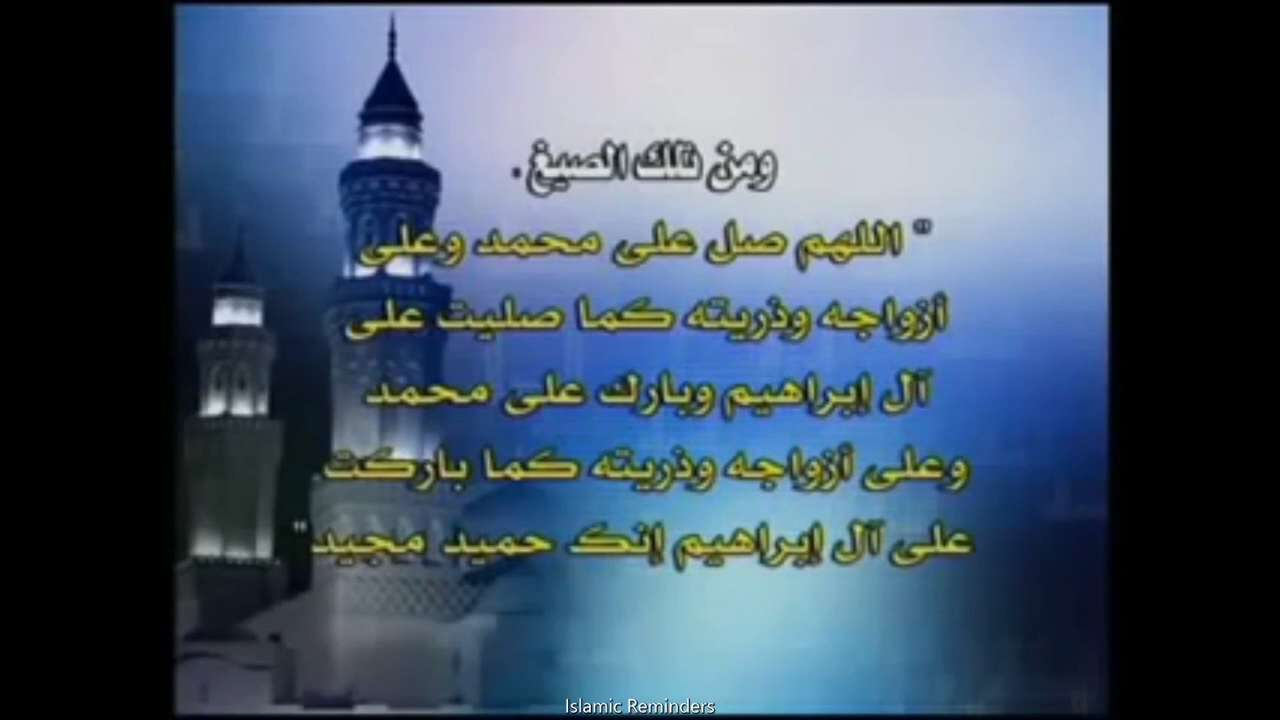 ومن تلك الصيغ .
" اللهم صل على محمد وعلى
أزواجه وذريته كما صليت على
آل إبراهيم وبارك على محمد
وعلى أزواجه وذريته كما باركت
على آل إبراهيم إنك حميد مجيد"
Islamic Reminders